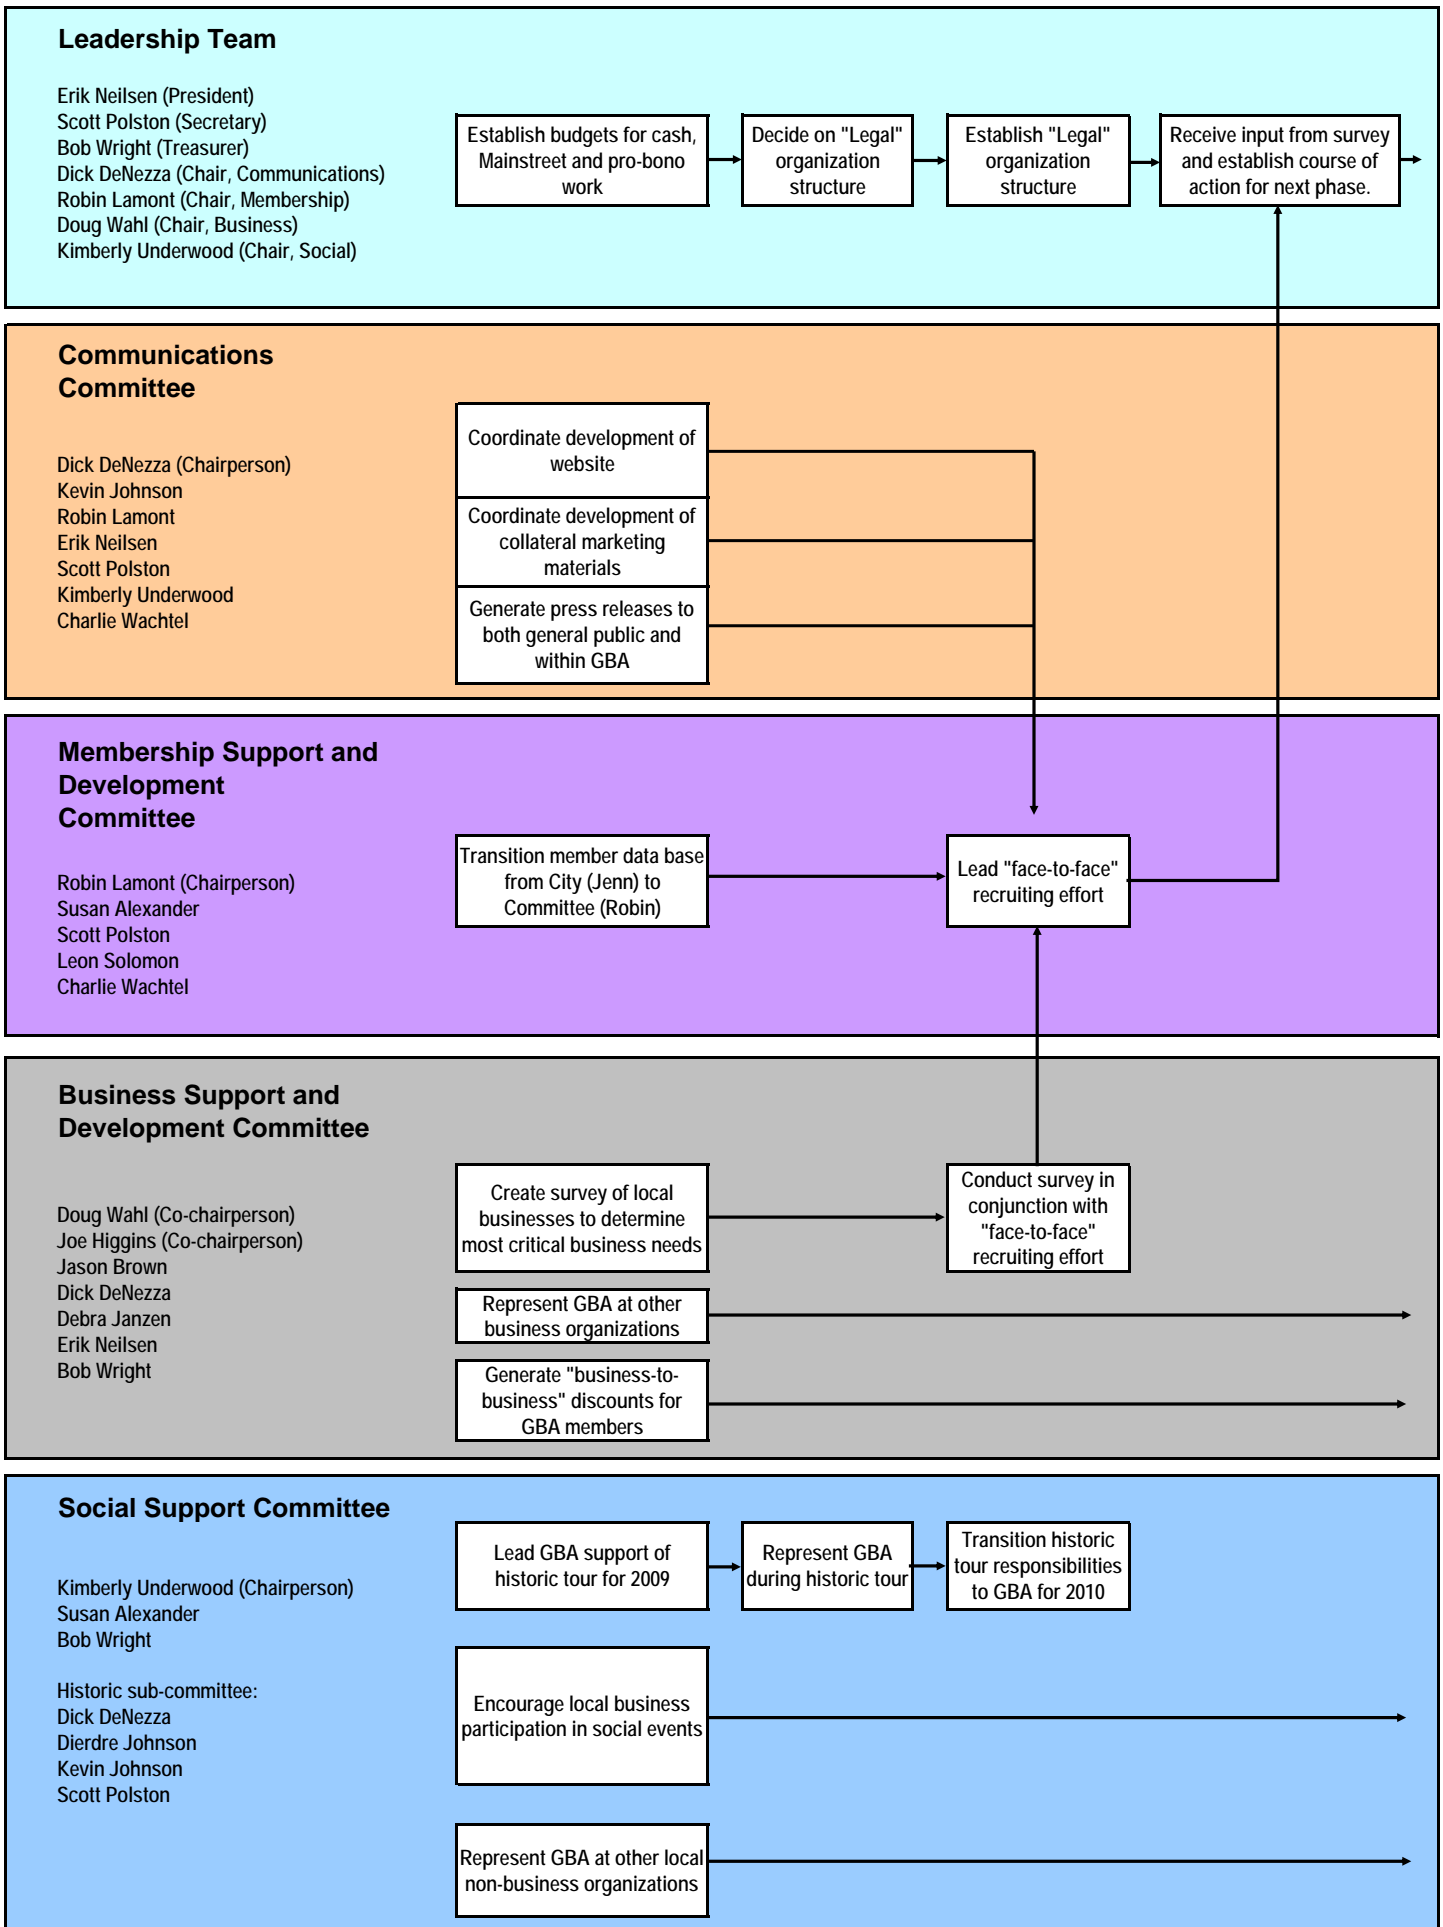 Leadership Team
Erik Neilsen (President)
Scott Polston (Secretary)
Bob Wright (Treasurer)
Dick DeNezza (Chair, Communications)
Robin Lamont (Chair, Membership)
Doug Wahl (Chair, Business)
Kimberly Underwood (Chair, Social)
Establish budgets for cash,
Mainstreet and pro-bono
work
Decide on "Legal"
organization
structure
Establish "Legal"
organization
structure
Receive input from survey
and establish course of
action for next phase.
Communications
Committee
Dick DeNezza (Chairperson)
Kevin Johnson
Robin Lamont
Erik Neilsen
Scott Polston
Kimberly Underwood
Charlie Wachtel
Coordinate development of
website
Coordinate development of
collateral marketing
materials
Generate press releases to
both general public and
within GBA
Membership Support and
Development
Committee
Robin Lamont (Chairperson)
Susan Alexander
Scott Polston
Leon Solomon
Charlie Wachtel
Transition member data base
from City (Jenn) to
Committee (Robin)
Lead "face-to-face"
recruiting effort
Business Support and
Development Committee
Doug Wahl (Co-chairperson)
Joe Higgins (Co-chairperson)
Jason Brown
Dick DeNezza
Debra Janzen
Erik Neilsen
Bob Wright
Create survey of local
businesses to determine
most critical business needs
Conduct survey in
conjunction with
"face-to-face"
recruiting effort
Represent GBA at other
business organizations
Generate "business-to-
business" discounts for
GBA members
Social Support Committee
Kimberly Underwood (Chairperson)
Susan Alexander
Bob Wright
Historic sub-committee:
Dick DeNezza
Dierdre Johnson
Kevin Johnson
Scott Polston
Lead GBA support of
historic tour for 2009
Represent GBA
during historic tour
Transition historic
tour responsibilities
to GBA for 2010
Encourage local business
participation in social events
Represent GBA at other local
non-business organizations